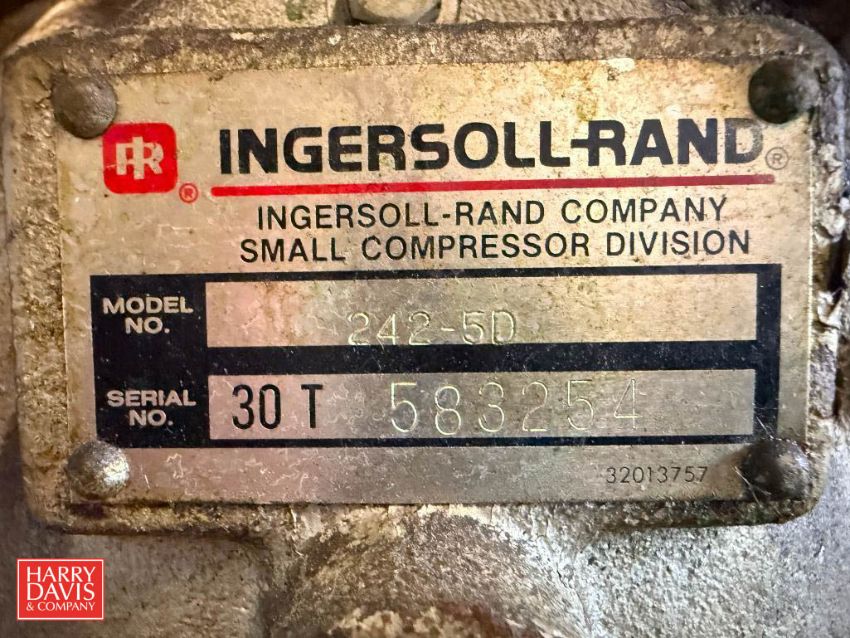 IR ®
INGERSOLL-RAND®
INGERSOLL-RAND COMPANY
SMALL COMPRESSOR DIVISION
MODEL NO. 242-5D
SERIAL NO. 30 T 583254
32013757
HARRY
DAVIS
& COMPANY